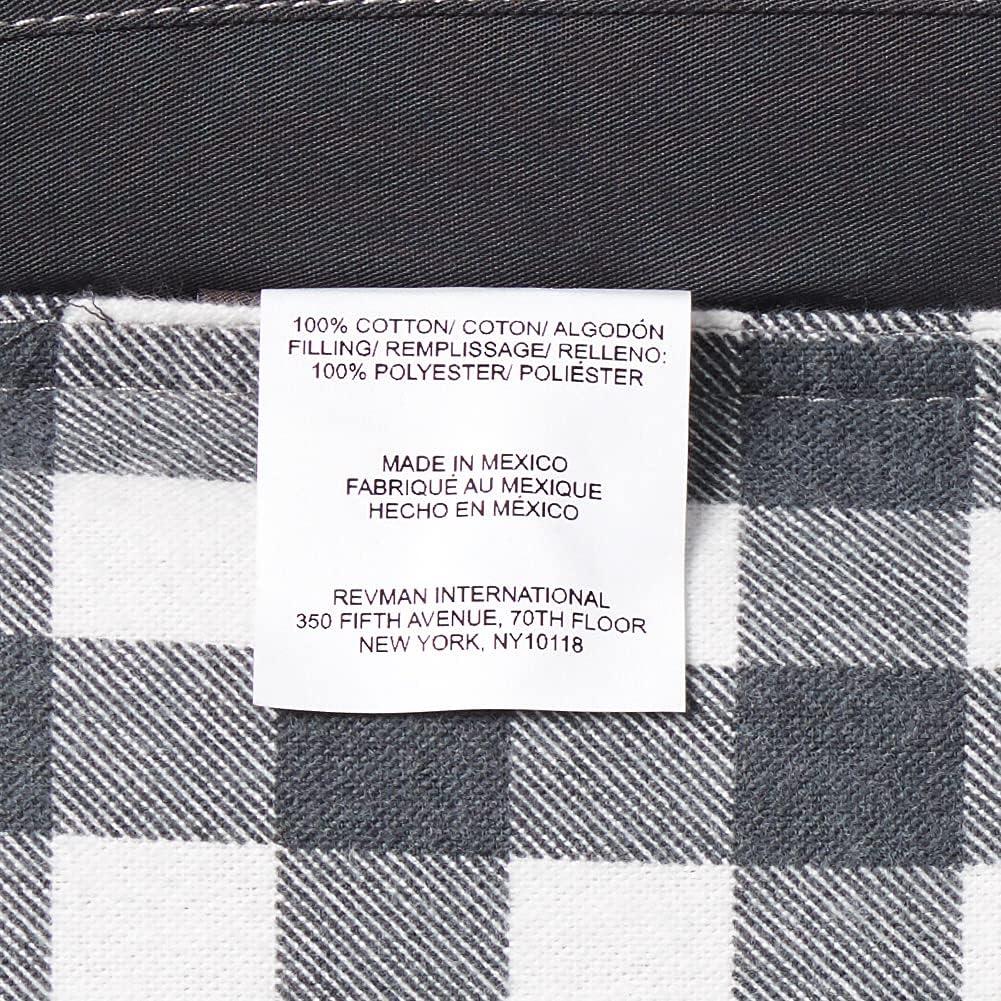 100% COTTON/ COTON/ ALGODÓN
FILLING/ REMPLISSAGE/ RELLENO:
100% POLYESTER/ POLIÉSTER
MADE IN MEXICO
FABRIQUÉ AU MEXIQUE
HECHO EN MÉXICO
REVMAN INTERNATIONAL
350 FIFTH AVENUE, 70TH FLOOR
NEW YORK, NY10118